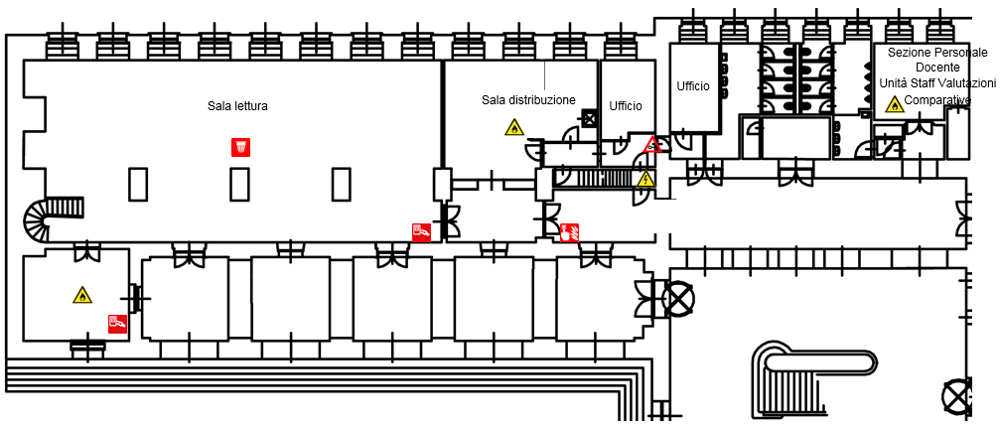 Sala lettura
Sala distribuzione
Ufficio
Ufficio
Sezione Personale
Docente
Unità Staff Valutazioni
Comparative